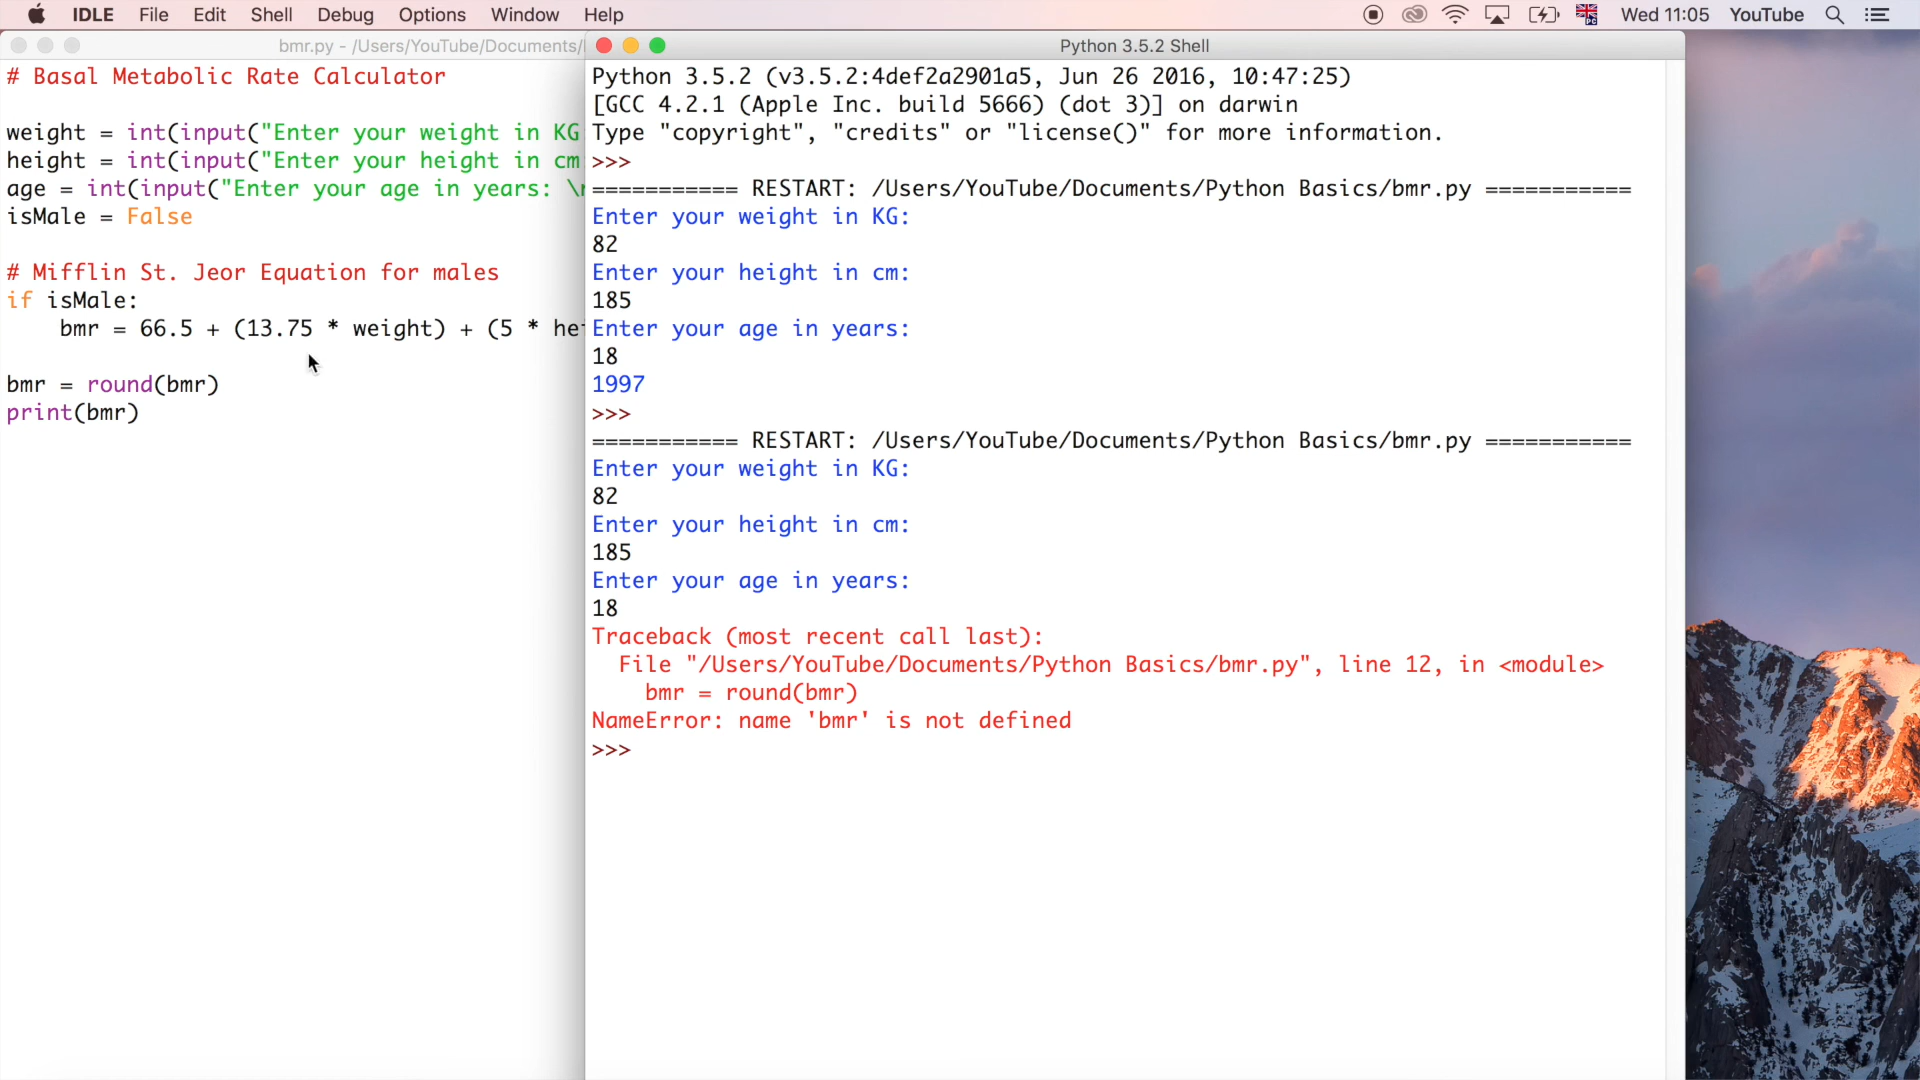 IDLE File Edit Shell Debug Options Window Help Wed 11:05 YouTube
bmr.py - /Users/YouTube/Documents/
# Basal Metabolic Rate Calculator
weight = int(input("Enter your weight in KG
height = int(input("Enter your height in cm
age = int(input("Enter your age in years: \
isMale = False
# Mifflin St. Jeor Equation for males
if isMale:
bmr = 66.5 + (13.75 * weight) + (5 * hei
bmr = round(bmr)
print(bmr)
Python 3.5.2 Shell
Python 3.5.2 (v3.5.2:4def2a2901a5, Jun 26 2016, 10:47:25)
[GCC 4.2.1 (Apple Inc. build 5666) (dot 3)] on darwin
Type "copyright", "credits" or "license()" for more information.
>>>
=========== RESTART: /Users/YouTube/Documents/Python Basics/bmr.py ===========
Enter your weight in KG:
82
Enter your height in cm:
185
Enter your age in years:
18
1997
>>>
=========== RESTART: /Users/YouTube/Documents/Python Basics/bmr.py ===========
Enter your weight in KG:
82
Enter your height in cm:
185
Enter your age in years:
18
Traceback (most recent call last):
File "/Users/YouTube/Documents/Python Basics/bmr.py", line 12, in <module>
bmr = round(bmr)
NameError: name 'bmr' is not defined
>>>